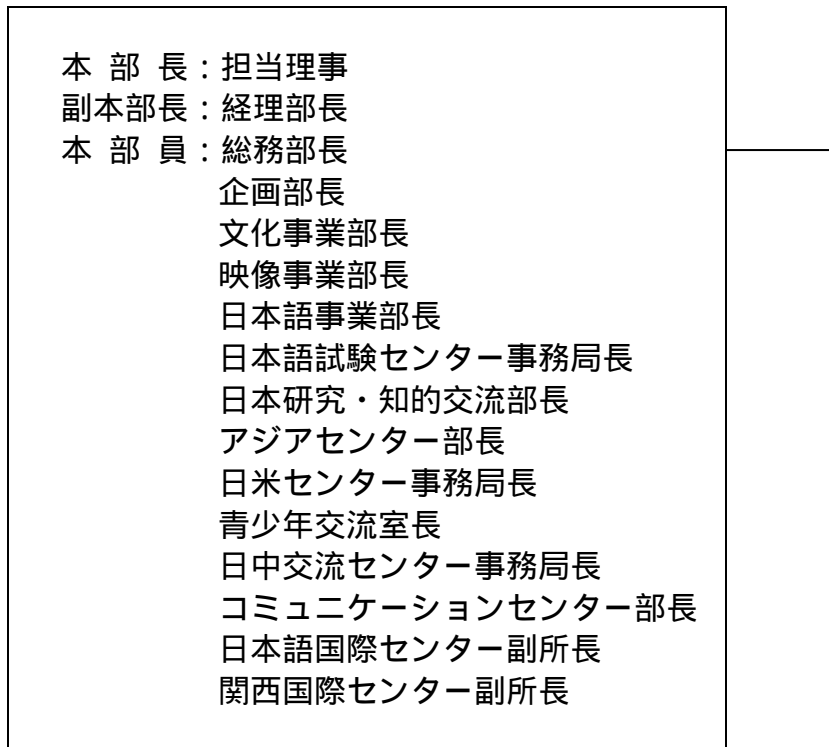 本 部 長：担当理事
副本部長：経理部長
本 部 員：総務部長
企画部長
文化事業部長
映像事業部長
日本語事業部長
日本語試験センター事務局長
日本研究・知的交流部長
アジアセンター部長
日米センター事務局長
青少年交流室長
日中交流センター事務局長
コミュニケーションセンター部長
日本語国際センター副所長
関西国際センター副所長